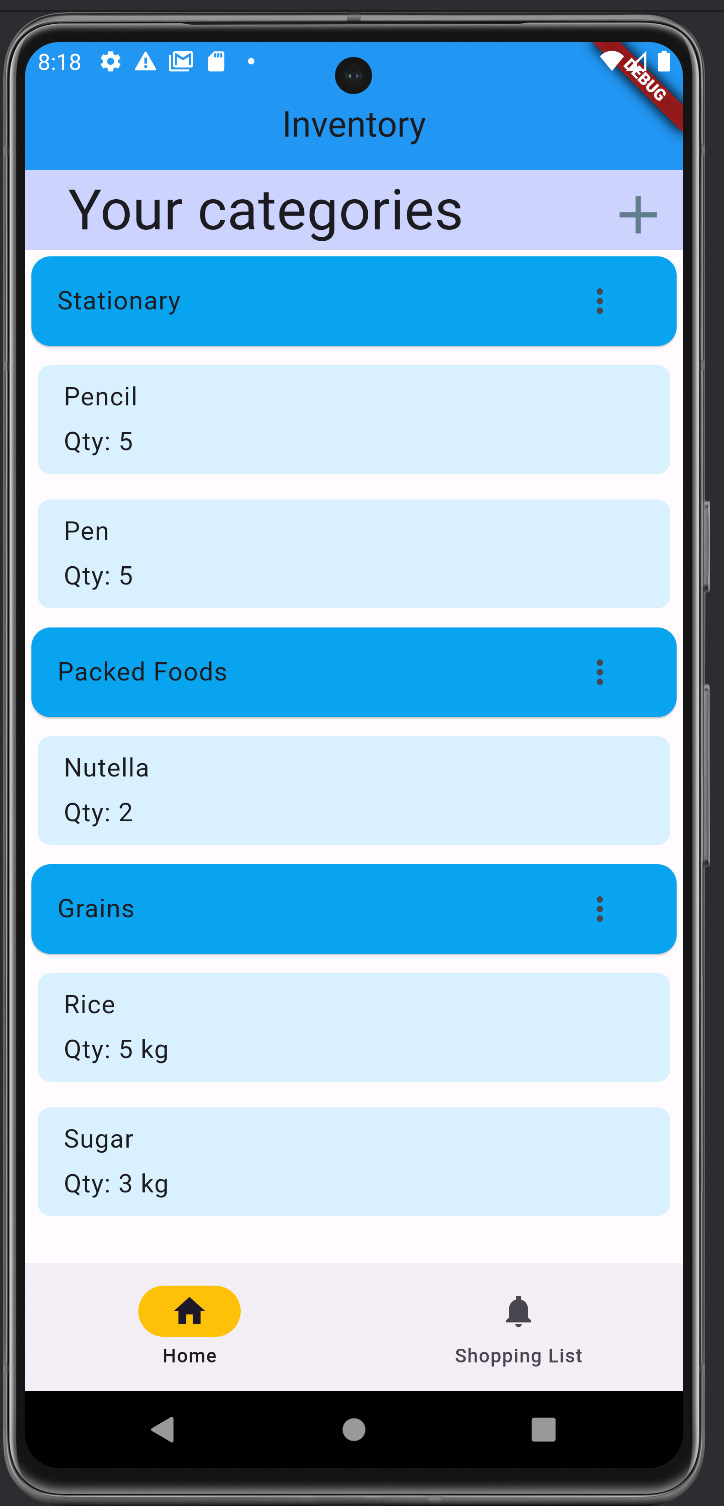 8:18
DEBUG
Inventory
Your categories
Stationary
Pencil
Qty: 5
Pen
Qty: 5
Packed Foods
Nutella
Qty: 2
Grains
Rice
Qty: 5 kg
Sugar
Qty: 3 kg
Home
Shopping List